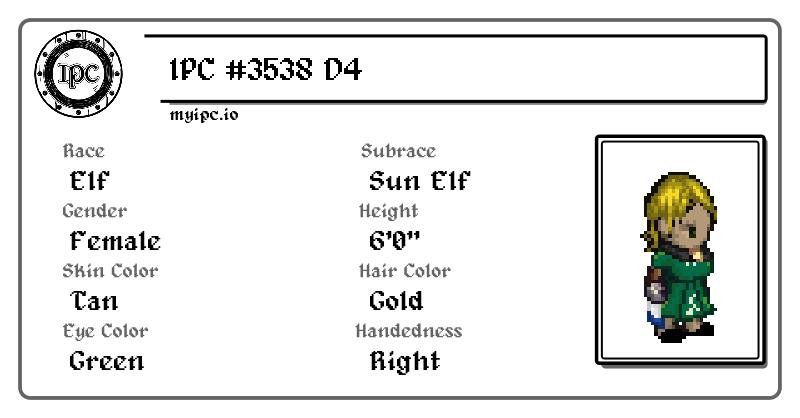 IPC
IPC #3538 D4
myipc.io
Race
Elf
Subrace
Sun Elf
Gender
Female
Height
6'0"
Skin Color
Tan
Hair Color
Gold
Eye Color
Green
Handedness
Right